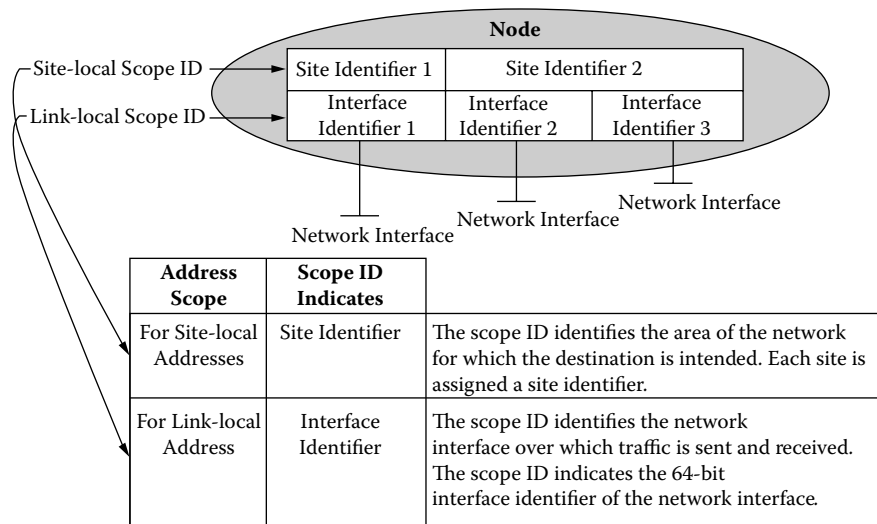 Node
Site-local Scope ID
Site Identifier 1
Site Identifier 2
Link-local Scope ID
Interface
Identifier 1
Interface
Identifier 2
Interface
Identifier 3
Network Interface
Network Interface
Network Interface
Address
Scope
Scope ID
Indicates
For Site-local
Addresses
Site Identifier
The scope ID identifies the area of the network
for which the destination is intended. Each site is
assigned a site identifier.
For Link-local
Address
Interface
Identifier
The scope ID identifies the network
interface over which traffic is sent and received.
The scope ID indicates the 64-bit
interface identifier of the network interface.